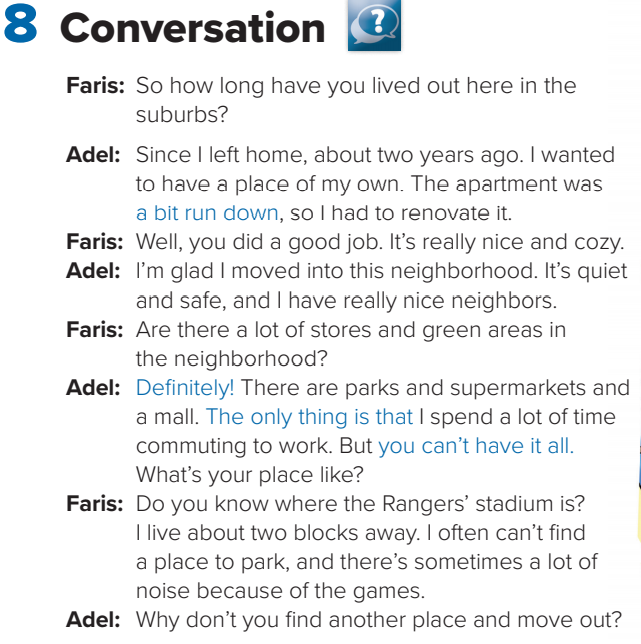 8 Conversation ?
Faris: So how long have you lived out here in the
suburbs?
Adel: Since I left home, about two years ago. I wanted
to have a place of my own. The apartment was
a bit run down, so I had to renovate it.
Faris: Well, you did a good job. It's really nice and cozy.
Adel: I'm glad I moved into this neighborhood. It's quiet
and safe, and I have really nice neighbors.
Faris: Are there a lot of stores and green areas in
the neighborhood?
Adel: Definitely! There are parks and supermarkets and
a mall. The only thing is that I spend a lot of time
commuting to work. But you can't have it all.
What's your place like?
Faris: Do you know where the Rangers' stadium is?
I live about two blocks away. I often can't find
a place to park, and there's sometimes a lot of
noise because of the games.
Adel: Why don't you find another place and move out?